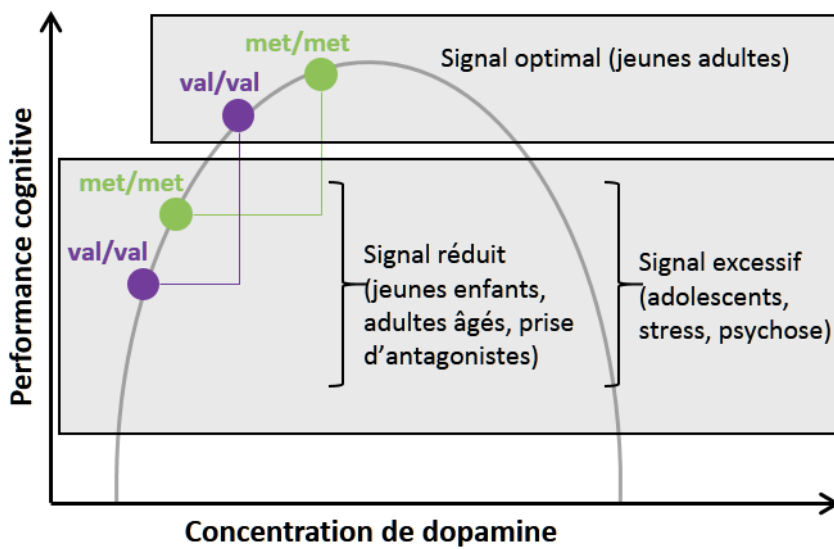 met/met
Signal optimal (jeunes adultes)
val/val
met/met
val/val
Signal réduit
(jeunes enfants,
adultes âgés, prise
d’antagonistes)
Signal excessif
(adolescents,
stress, psychose)
Performance cognitive
Concentration de dopamine